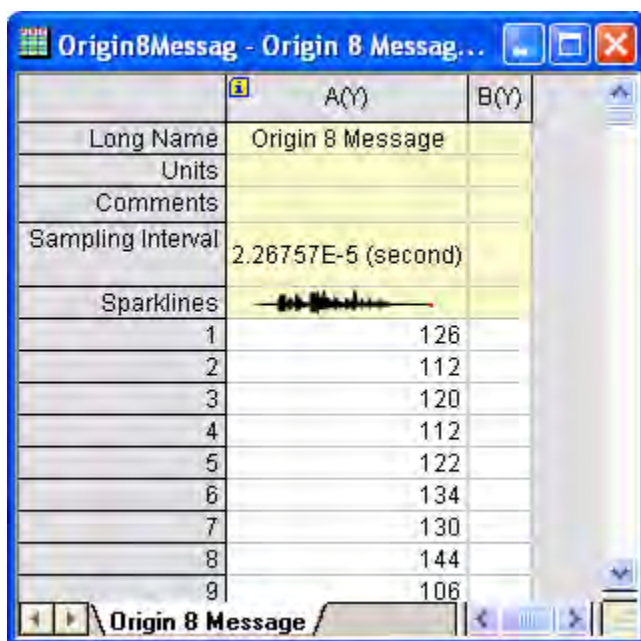 Origin8Messag - Origin 8 Messag...
A(Y) B(Y)
Long Name Origin 8 Message
Units
Comments
Sampling Interval 2.26757E-5 (second)
Sparklines
1 126
2 112
3 120
4 112
5 122
6 134
7 130
8 144
9 106
Origin 8 Message